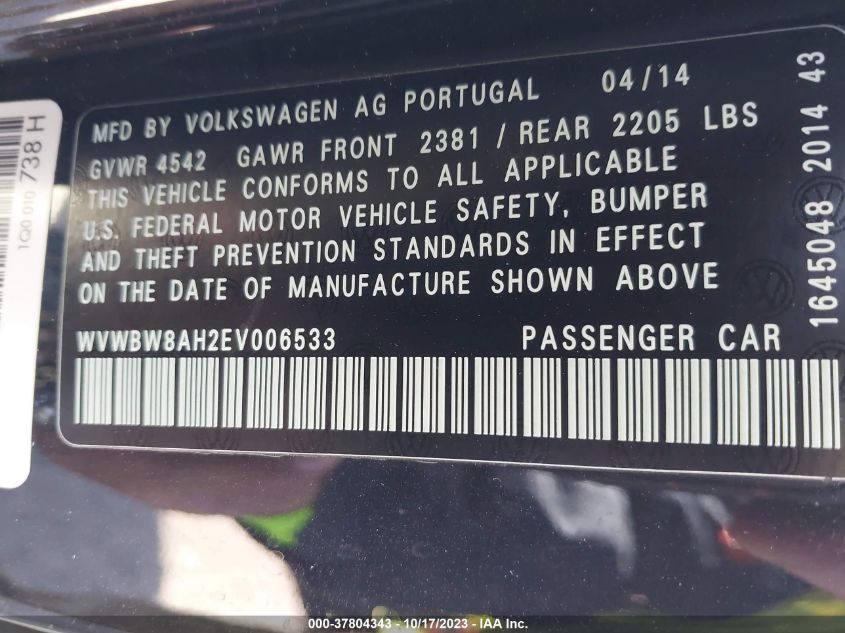 MFD BY VOLKSWAGEN AG PORTUGAL 04/14
GVWR 4542 GAWR FRONT 2381 / REAR 2205 LBS
THIS VEHICLE CONFORMS TO ALL APPLICABLE
U.S. FEDERAL MOTOR VEHICLE SAFETY, BUMPER
AND THEFT PREVENTION STANDARDS IN EFFECT
ON THE DATE OF MANUFACTURE SHOWN ABOVE
WVWBW8AH2EV006533 PASSENGER CAR
1645048 2014 43
1Q0 010 738 H
000-37804343 - 10/17/2023 - IAA Inc.